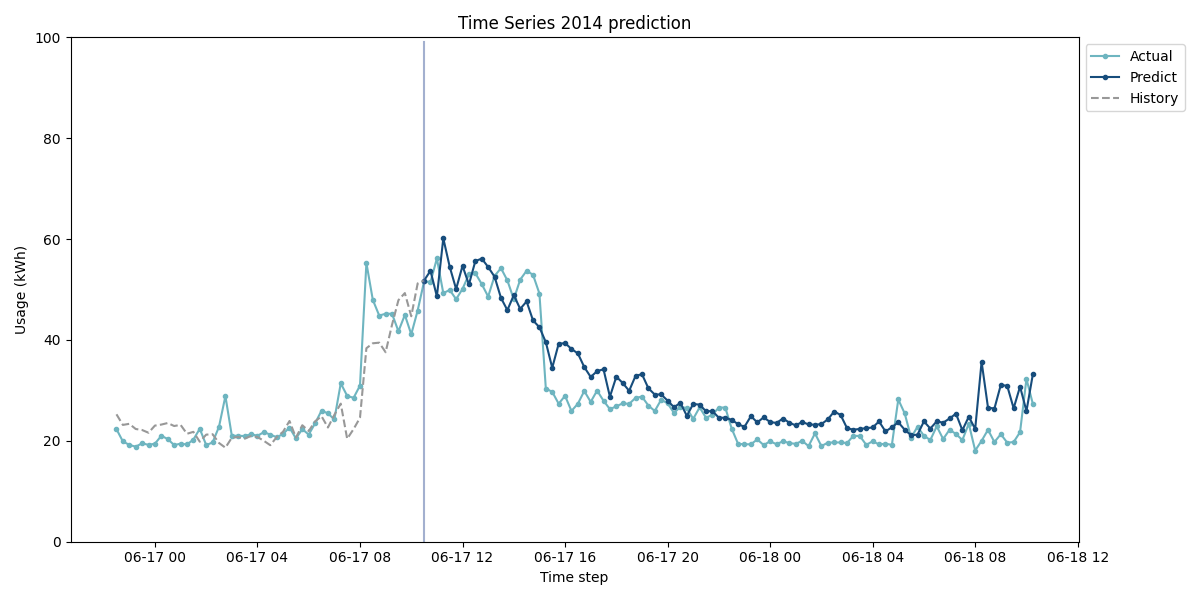 Time Series 2014 prediction
100
80
60
40
20
0
Usage (kWh)
06-17 00
06-17 04
06-17 08
06-17 12
06-17 16
06-17 20
06-18 00
06-18 04
06-18 08
06-18 12
Time step
Actual
Predict
History